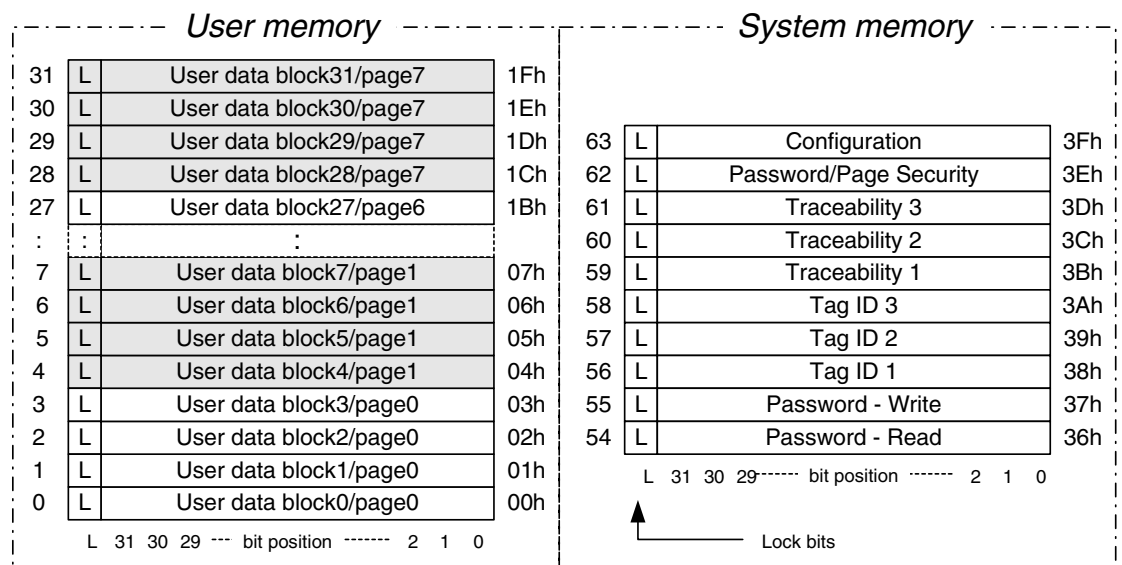 User memory
31 L User data block31/page7 1Fh
30 L User data block30/page7 1Eh
29 L User data block29/page7 1Dh
28 L User data block28/page7 1Ch
27 L User data block27/page6 1Bh
: : :
7 L User data block7/page1 07h
6 L User data block6/page1 06h
5 L User data block5/page1 05h
4 L User data block4/page1 04h
3 L User data block3/page0 03h
2 L User data block2/page0 02h
1 L User data block1/page0 01h
0 L User data block0/page0 00h
L 31 30 29 --- bit position ------- 2 1 0
System memory
63 L Configuration 3Fh
62 L Password/Page Security 3Eh
61 L Traceability 3 3Dh
60 L Traceability 2 3Ch
59 L Traceability 1 3Bh
58 L Tag ID 3 3Ah
57 L Tag ID 2 39h
56 L Tag ID 1 38h
55 L Password - Write 37h
54 L Password - Read 36h
L 31 30 29 ------ bit position ------ 2 1 0
Lock bits